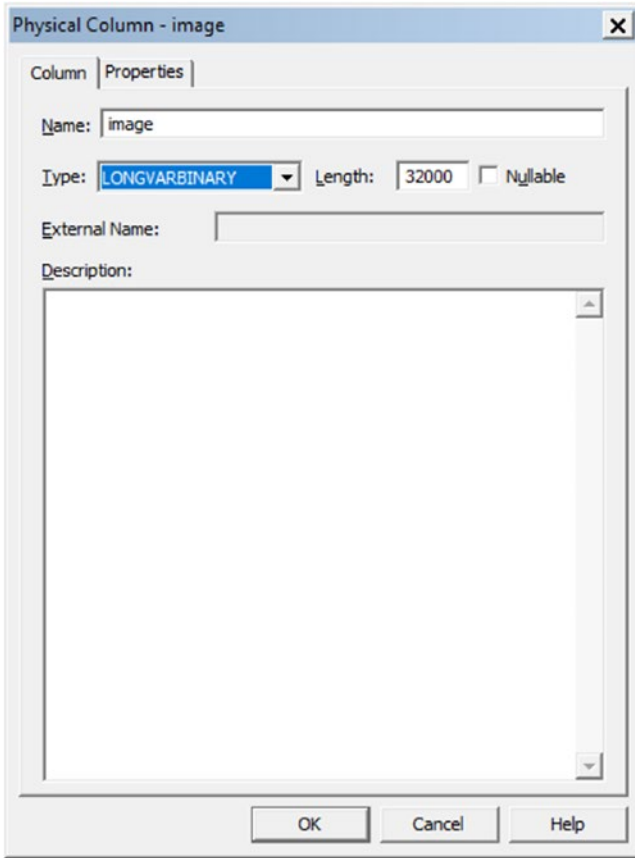 Physical Column - image
Column Properties
Name: image
Type: LONGVARBINARY Length: 32000 Nullable
External Name:
Description:
OK Cancel Help